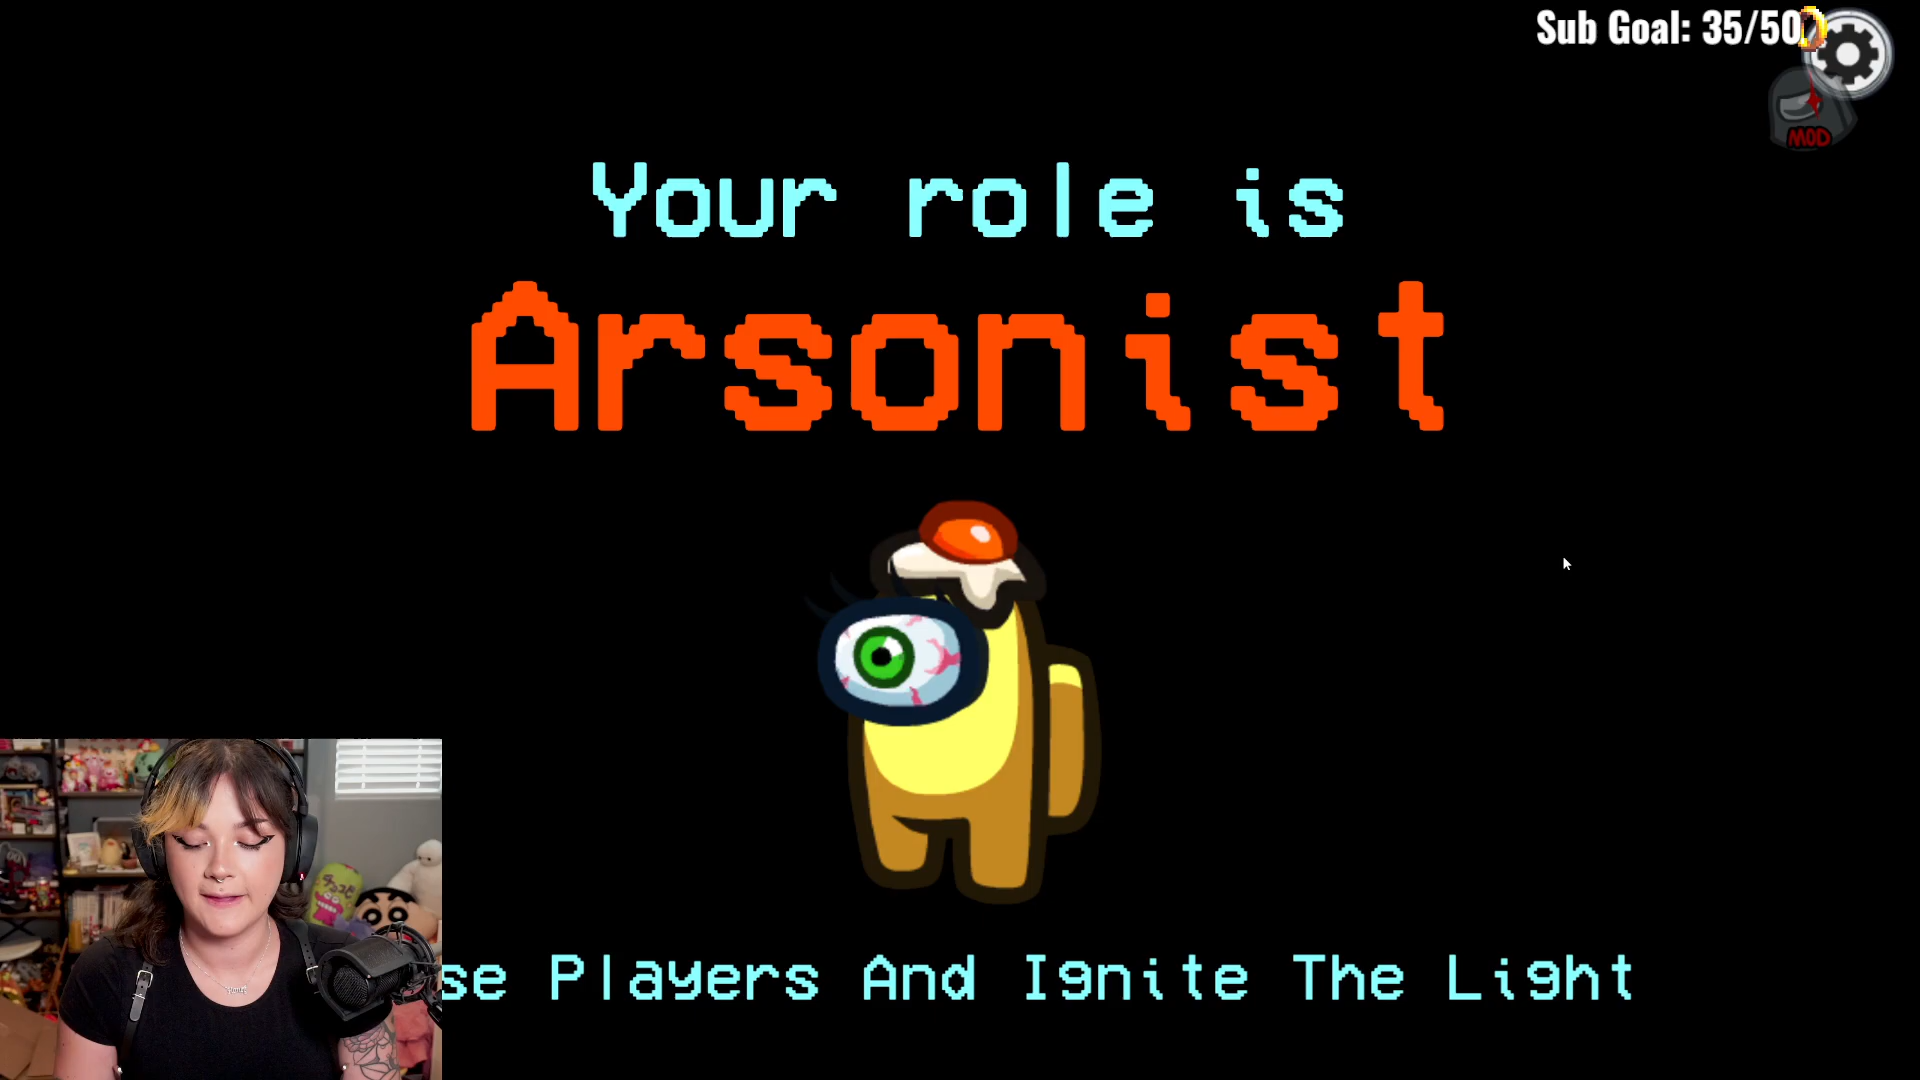 Sub Goal: 35/50
MOD
Your role is
Arsonist
se Players And Ignite The Light